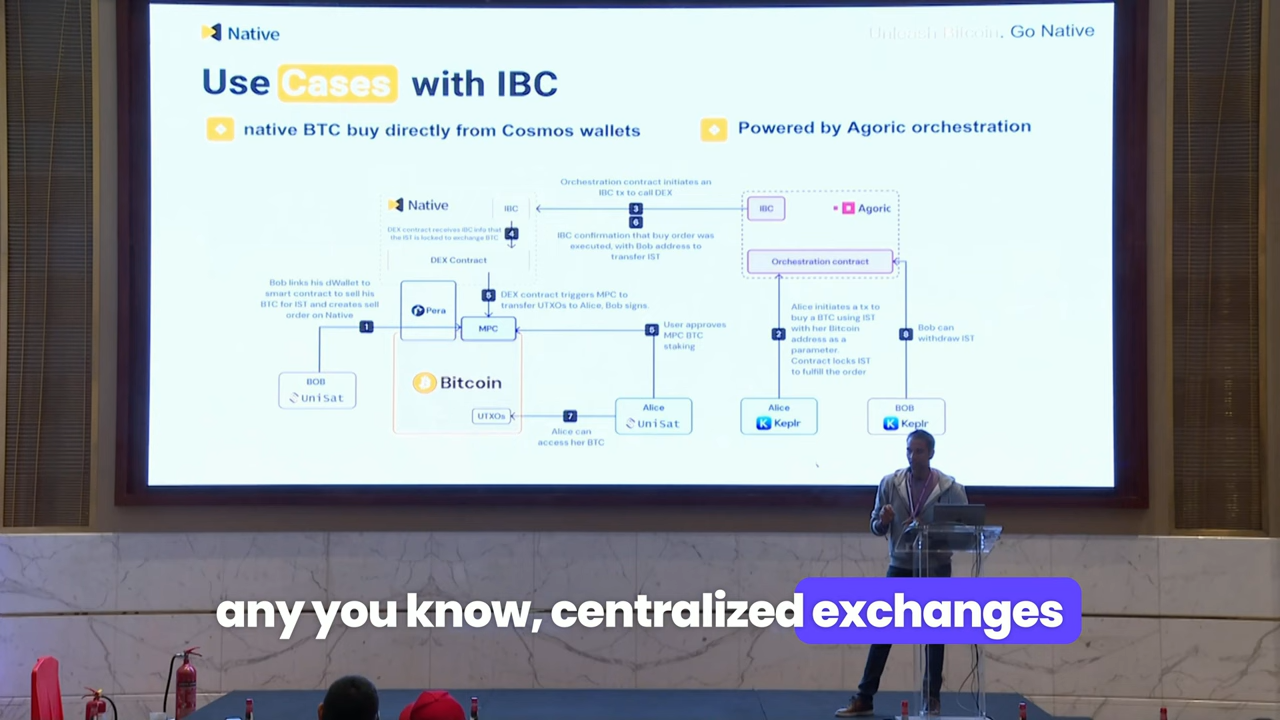 Native
Unleash Bitcoin. Go Native
Use Cases with IBC
native BTC buy directly from Cosmos wallets
Powered by Agoric orchestration
Orchestration contract initiates an
IBC tx to call DEX
Native
IBC
3
6
IBC
Agoric
DEX contract receives IBC info that
the IST is locked to exchange BTC
4
IBC confirmation that buy order was
executed, with Bob address to
transfer IST
DEX Contract
Orchestration contract
Bob links his dWallet to
smart contract to sell his
BTC for IST and creates sell
order on Native
Pera
5
DEX contract triggers MPC to
transfer UTXOs to Alice, Bob signs.
1
MPC
6
User approves
MPC BTC
staking
2
Alice initiates a tx to
buy a BTC using IST
with her Bitcoin
address as a
parameter.
Contract locks IST
to fulfill the order
8
Bob can
withdraw IST
BOB
UniSat
Bitcoin
UTXOs
7
Alice can
access her BTC
Alice
UniSat
Alice
Keplr
BOB
Keplr
any you know, centralized exchanges